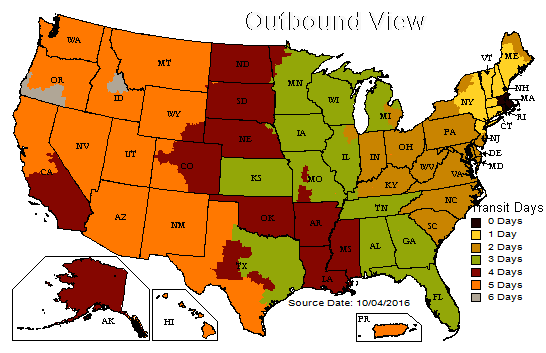 Outbound View
WA
MT
ND
MN
VT
ME
OR
ID
WY
SD
WI
MI
NY
NH
MA
RI
CT
NV
UT
CO
NE
IA
IL
IN
OH
PA
NJ
DE
MD
CA
KS
MO
KY
WV
VA
AZ
NM
OK
AR
TN
NC
SC
TX
LA
MS
AL
GA
FL
Transit Days
0 Days
1 Day
2 Days
3 Days
4 Days
5 Days
6 Days
Source Date: 10/04/2016
AK
HI
PR